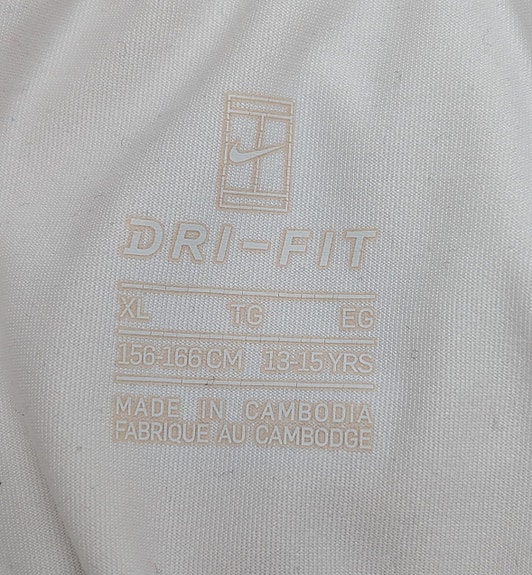 DRI-FIT
XL TG EG
156-166 CM 13-15 YRS
MADE IN CAMBODIA
FABRIQUE AU CAMBODGE